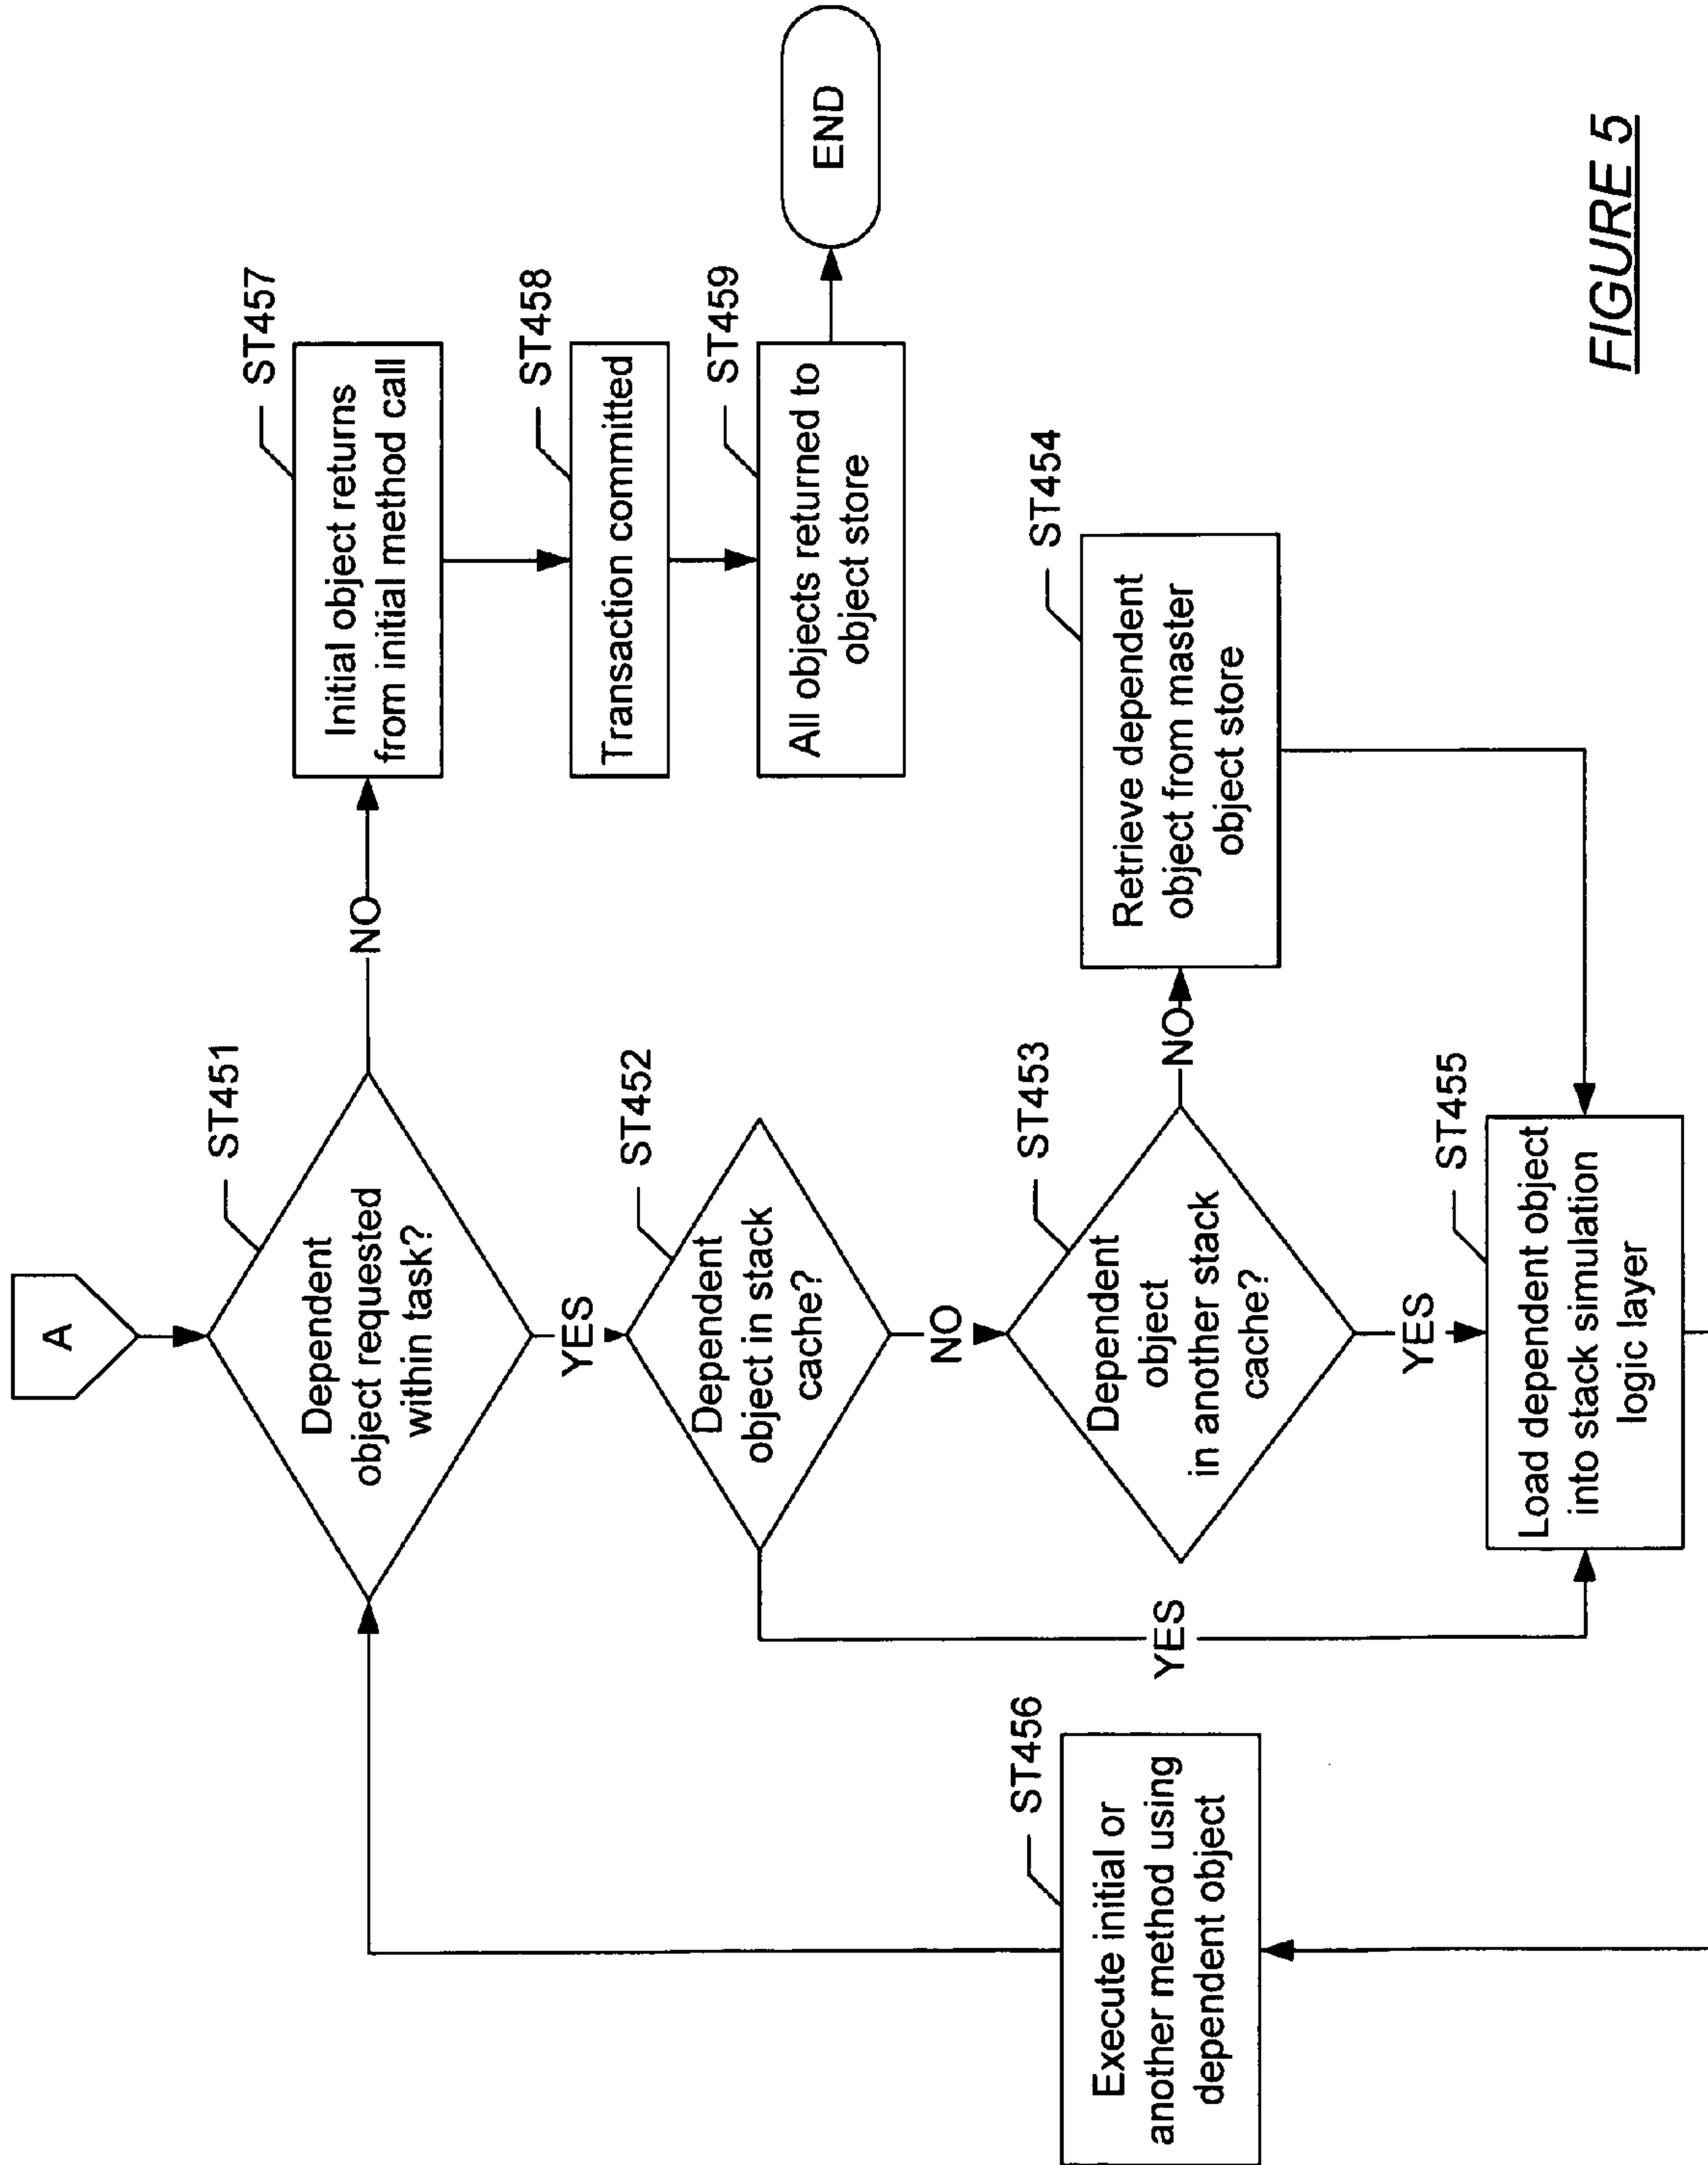 A
ST451
Dependent
object requested
within task?
NO
ST457
Initial object returns
from initial method call
ST458
Transaction committed
ST459
All objects returned to
object store
END
YES
ST452
Dependent
object in stack
cache?
NO
YES
ST453
Dependent
object
in another stack
cache?
NO
ST454
Retrieve dependent
object from master
object store
YES
ST455
Load dependent object
into stack simulation
logic layer
ST456
Execute initial or
another method using
dependent object
FIGURE 5